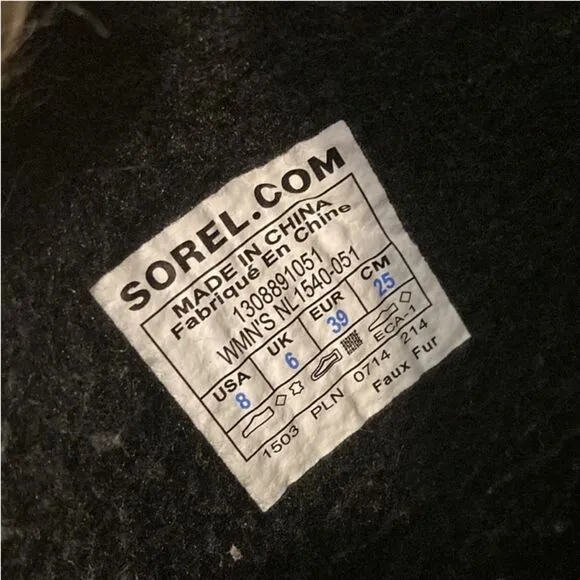 SOREL.COM
MADE IN CHINA
Fabriqué En Chine
1308891051
WMN'S NL1540-051
USA UK EUR CM
8 6 39 25
ECA-1
1503 PLN 0714 214
Faux Fur